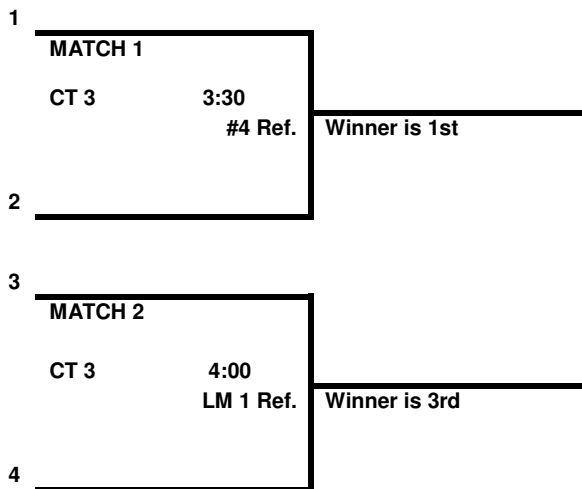 1
MATCH 1
CT 3 3:30
#4 Ref. Winner is 1st
2
3
MATCH 2
CT 3 4:00
LM 1 Ref. Winner is 3rd
4